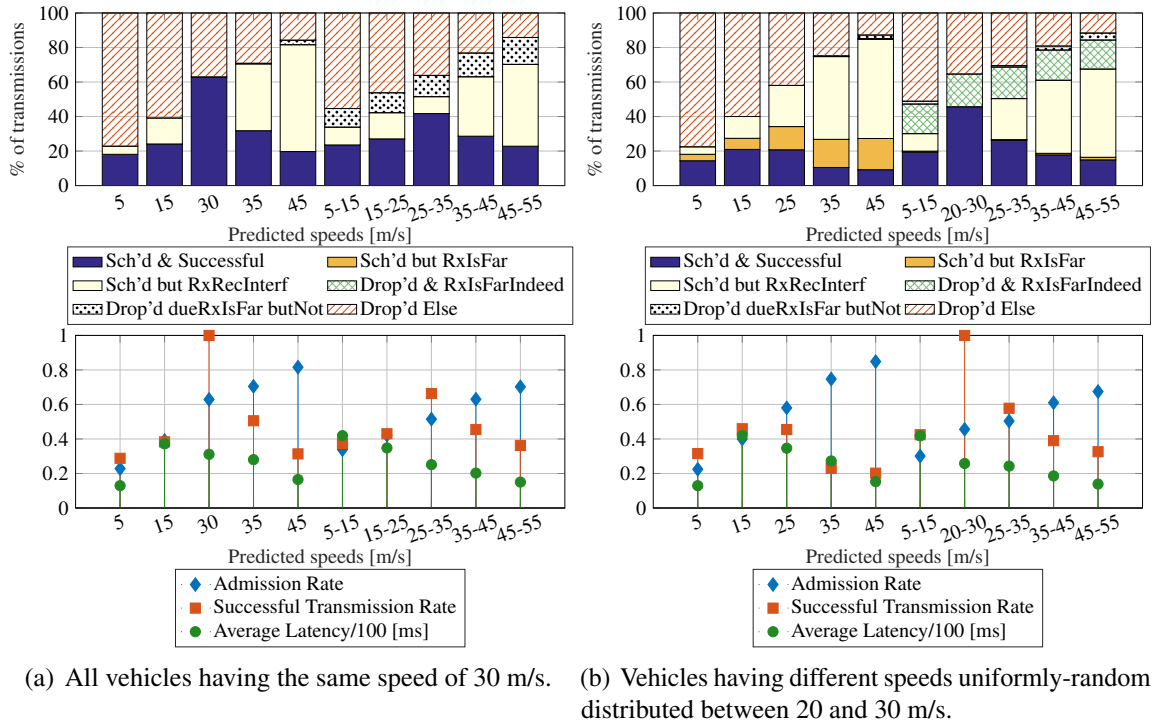 % of transmissions
100
80
60
40
20
0
5 15 30 35 45 5-15 15-25 25-35 35-45 45-55
Predicted speeds [m/s]
Sch'd & Successful Sch'd but RxIsFar
Sch'd but RxRecInterf Drop'd & RxIsFarIndeed
Drop'd dueRxIsFar butNot Drop'd Else
1
0.8
0.6
0.4
0.2
0
5 15 30 35 45 5-15 15-25 25-35 35-45 45-55
Predicted speeds [m/s]
Admission Rate
Successful Transmission Rate
Average Latency/100 [ms]
(a) All vehicles having the same speed of 30 m/s.
% of transmissions
100
80
60
40
20
0
5 15 25 35 45 5-15 20-30 25-35 35-45 45-55
Predicted speeds [m/s]
Sch'd & Successful Sch'd but RxIsFar
Sch'd but RxRecInterf Drop'd & RxIsFarIndeed
Drop'd dueRxIsFar butNot Drop'd Else
1
0.8
0.6
0.4
0.2
0
5 15 25 35 45 5-15 20-30 25-35 35-45 45-55
Predicted speeds [m/s]
Admission Rate
Successful Transmission Rate
Average Latency/100 [ms]
(b) Vehicles having different speeds uniformly-random
distributed between 20 and 30 m/s.